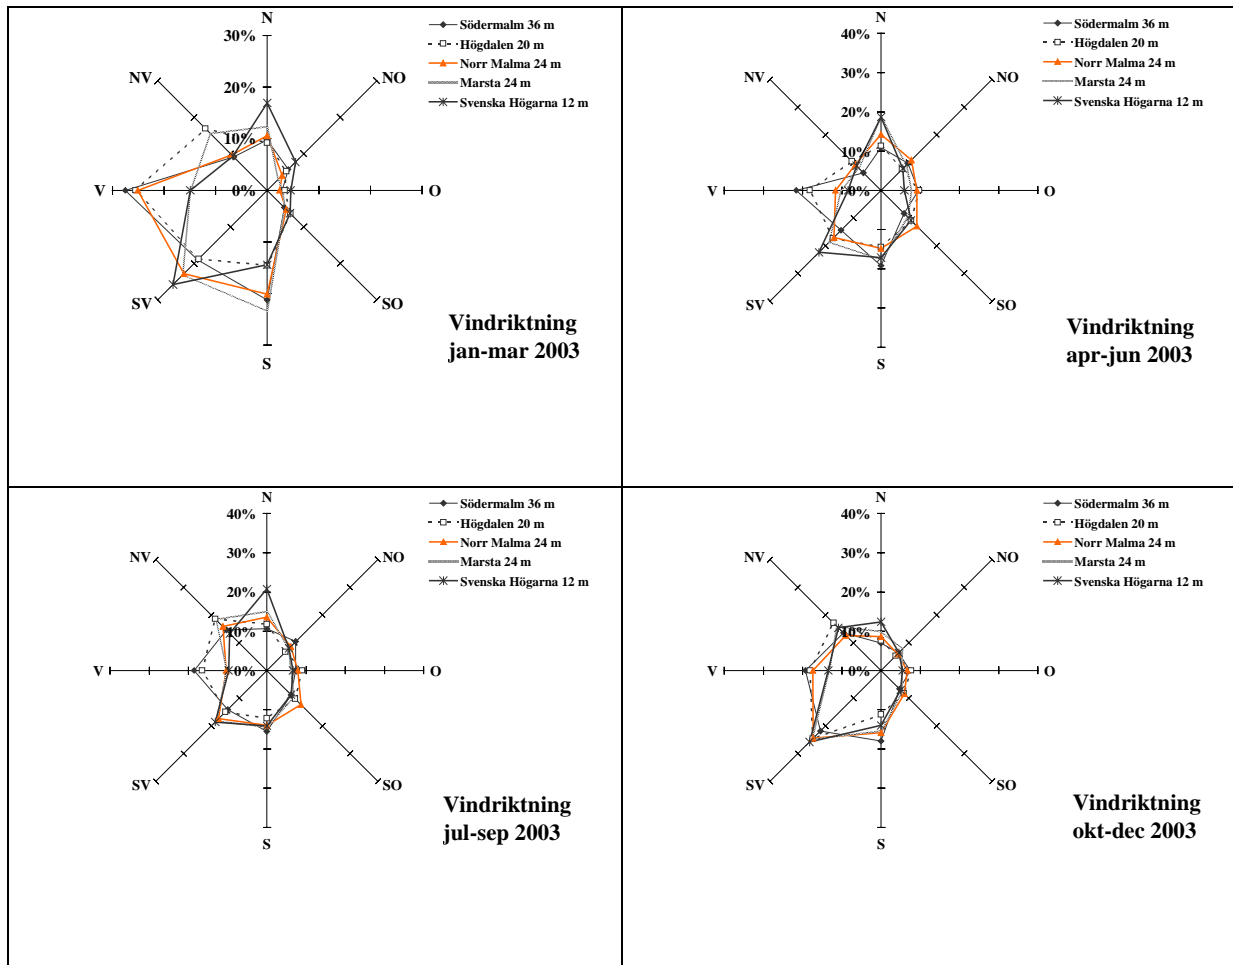 N
30%
20%
10%
0%
NV
NO
V
O
SV
SO
S
Södermalm 36 m
Högdalen 20 m
Norr Malma 24 m
Marsta 24 m
Svenska Högarna 12 m
Vindriktning
jan-mar 2003
N
40%
30%
20%
10%
0%
NV
NO
V
O
SV
SO
S
Södermalm 36 m
Högdalen 20 m
Norr Malma 24 m
Marsta 24 m
Svenska Högarna 12 m
Vindriktning
apr-jun 2003
N
40%
30%
20%
10%
0%
NV
NO
V
O
SV
SO
S
Södermalm 36 m
Högdalen 20 m
Norr Malma 24 m
Marsta 24 m
Svenska Högarna 12 m
Vindriktning
jul-sep 2003
N
40%
30%
20%
10%
0%
NV
NO
V
O
SV
SO
S
Södermalm 36 m
Högdalen 20 m
Norr Malma 24 m
Marsta 24 m
Svenska Högarna 12 m
Vindriktning
okt-dec 2003